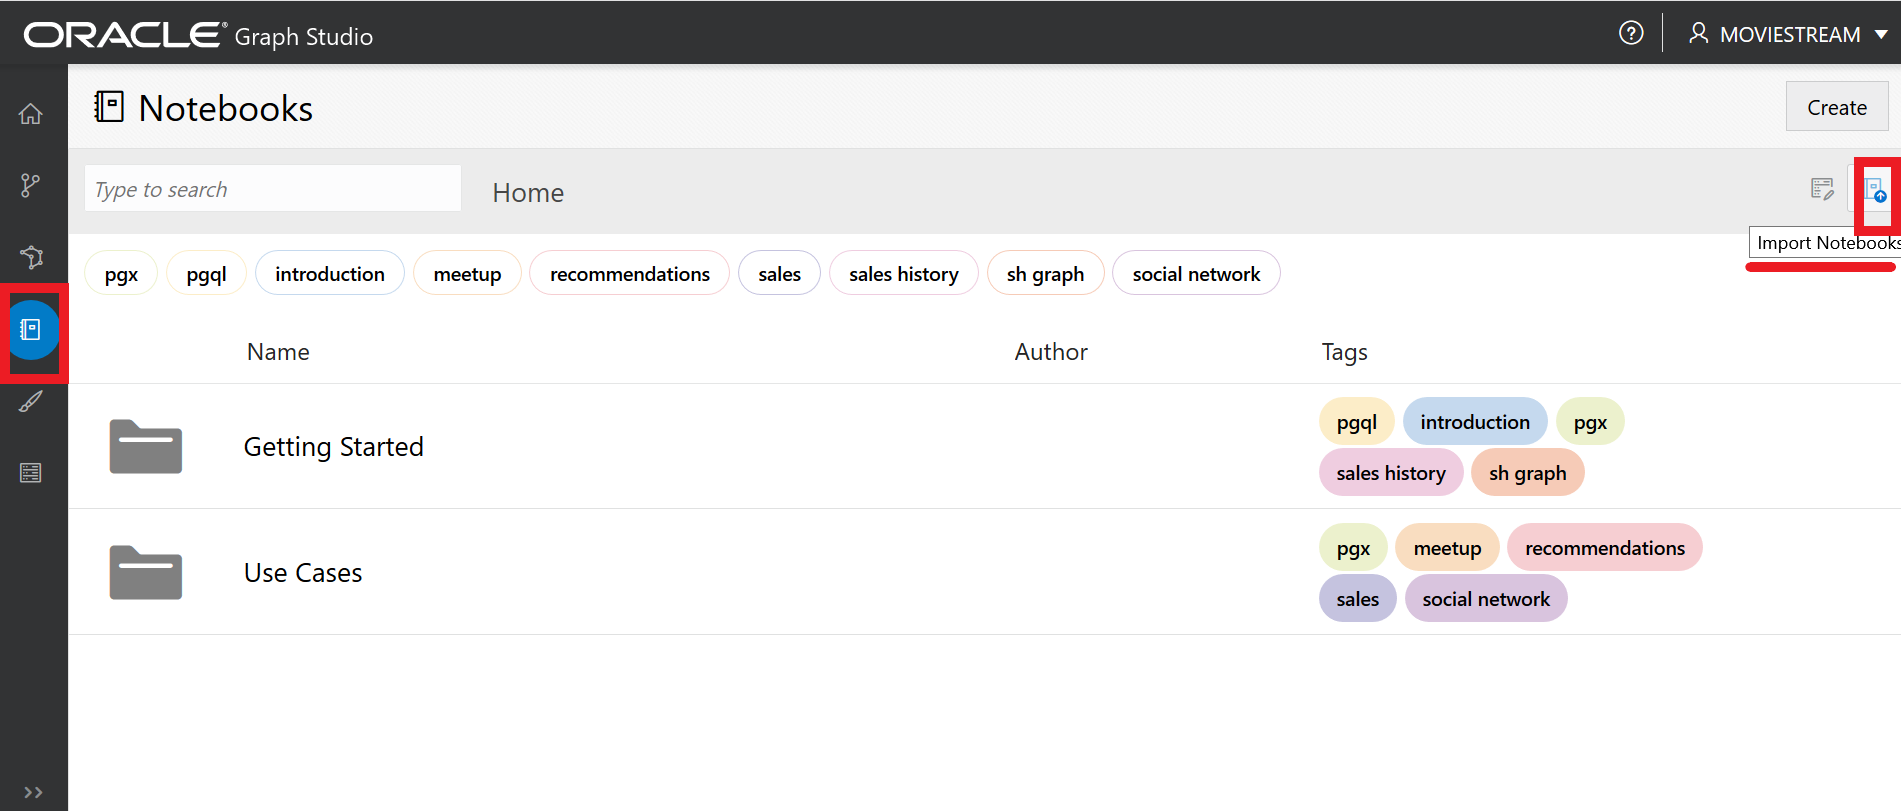 ORACLE® Graph Studio
MOVIESTREAM
Notebooks
Create
Type to search
Home
Import Notebooks
pgx pgql introduction meetup recommendations sales sales history sh graph social network
Name Author Tags
Getting Started
pgql introduction pgx
sales history sh graph
Use Cases
pgx meetup recommendations
sales social network